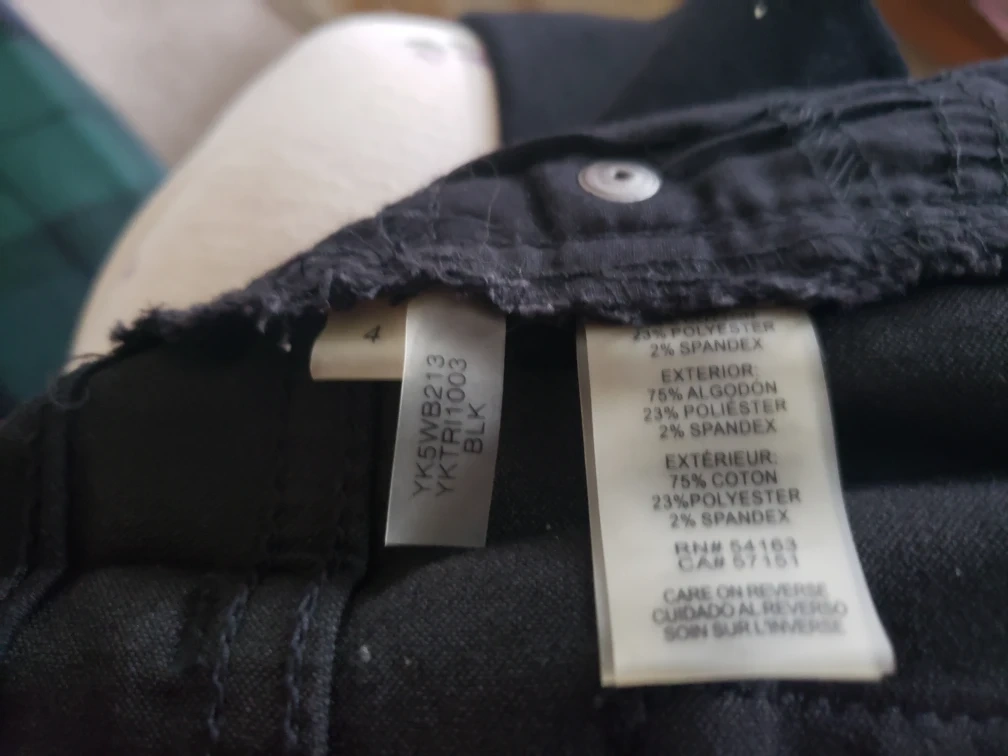 4
YK5WB213
YKTRI1003
BLK
23% POLYESTER
2% SPANDEX
EXTERIOR:
75% ALGODÓN
23% POLIÉSTER
2% SPANDEX
EXTÉRIEUR:
75% COTON
23%POLYESTER
2% SPANDEX
RN# 54163
CA# 57151
CARE ON REVERSE
CUIDADO AL REVERSO
SOIN SUR L'INVERSE